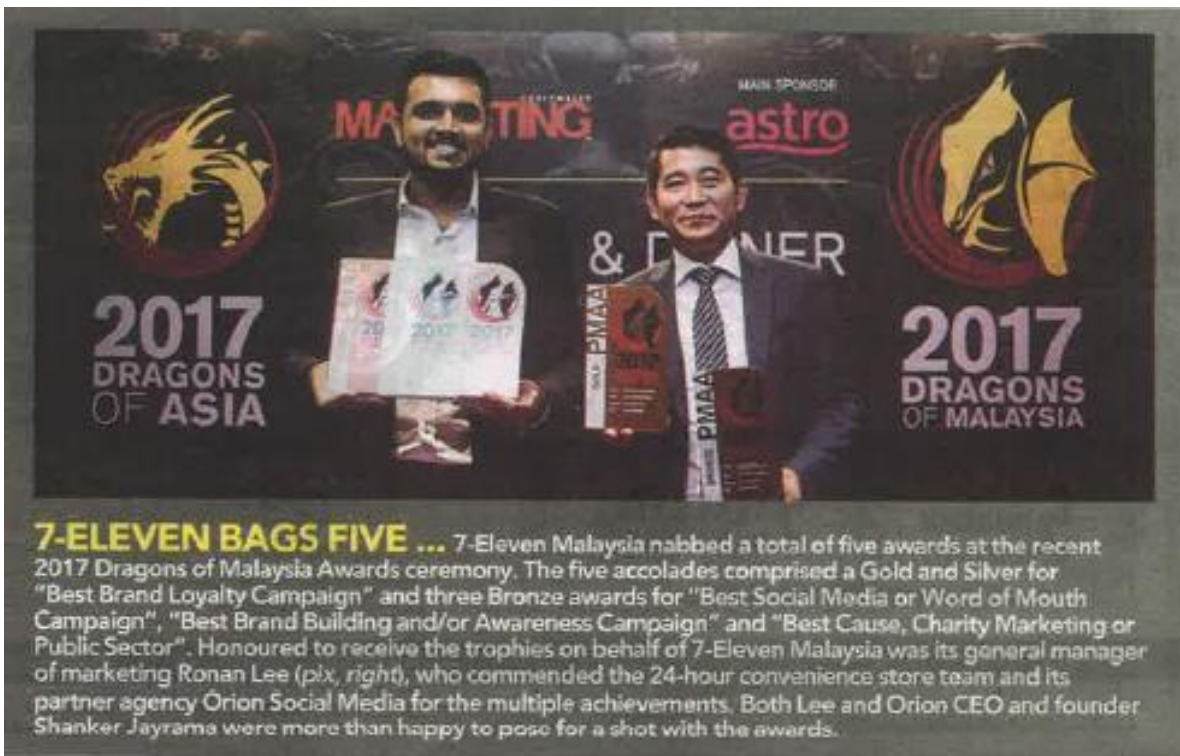 MA TING
MAIN SPONSOR
astro
& D NER
2017
DRAGONS
OF ASIA
2017
2017
GOLD PMAA
2017
PMAA
2017
DRAGONS
OF MALAYSIA
7-ELEVEN BAGS FIVE ... 7-Eleven Malaysia nabbed a total of five awards at the recent
2017 Dragons of Malaysia Awards ceremony. The five accolades comprised a Gold and Silver for
"Best Brand Loyalty Campaign" and three Bronze awards for "Best Social Media or Word of Mouth
Campaign", "Best Brand Building and/or Awareness Campaign" and "Best Cause, Charity Marketing or
Public Sector". Honoured to receive the trophies on behalf of 7-Eleven Malaysia was its general manager
of marketing Ronan Lee (pix, right), who commended the 24-hour convenience store team and its
partner agency Orion Social Media for the multiple achievements. Both Lee and Orion CEO and founder
Shanker Jayrama were more than happy to pose for a shot with the awards.